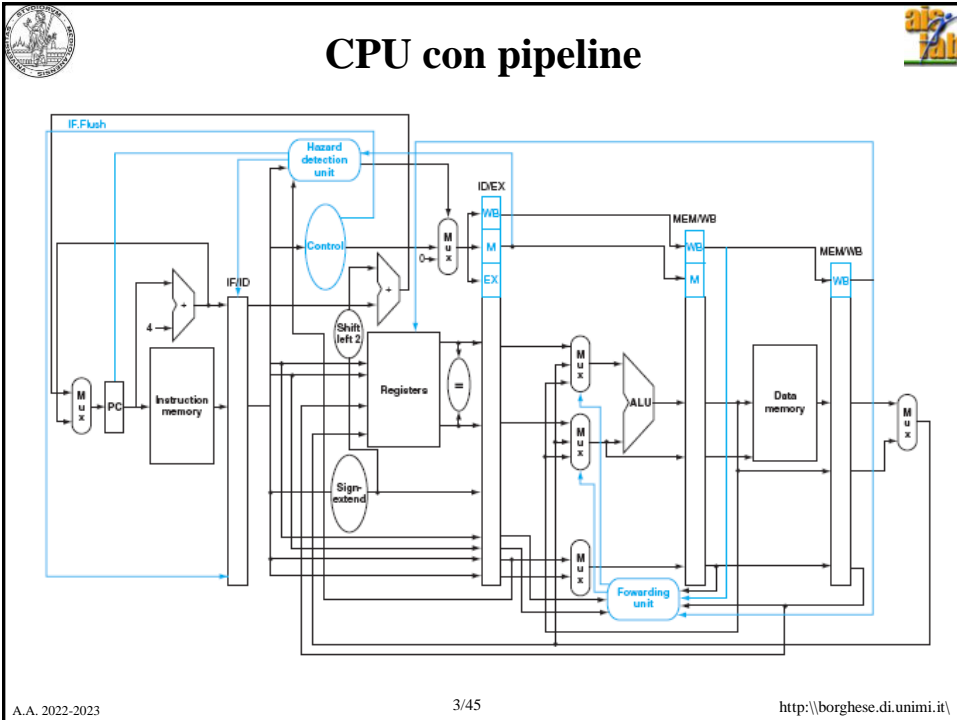 CPU con pipeline
IF.Flush
Hazard
detection
unit
ID/EX
WB
M
EX
Control
M
u
x
0
MEM/WB
WB
M
MEM/WB
WB
IF/ID
+
4
+
Shift
left 2
M
u
x
PC
Instruction
memory
Registers
=
M
u
x
M
u
x
ALU
Data
memory
M
u
x
Sign-
extend
M
u
x
Fowarding
unit
A.A. 2022-2023
3/45
http:\\borghese.di.unimi.it\